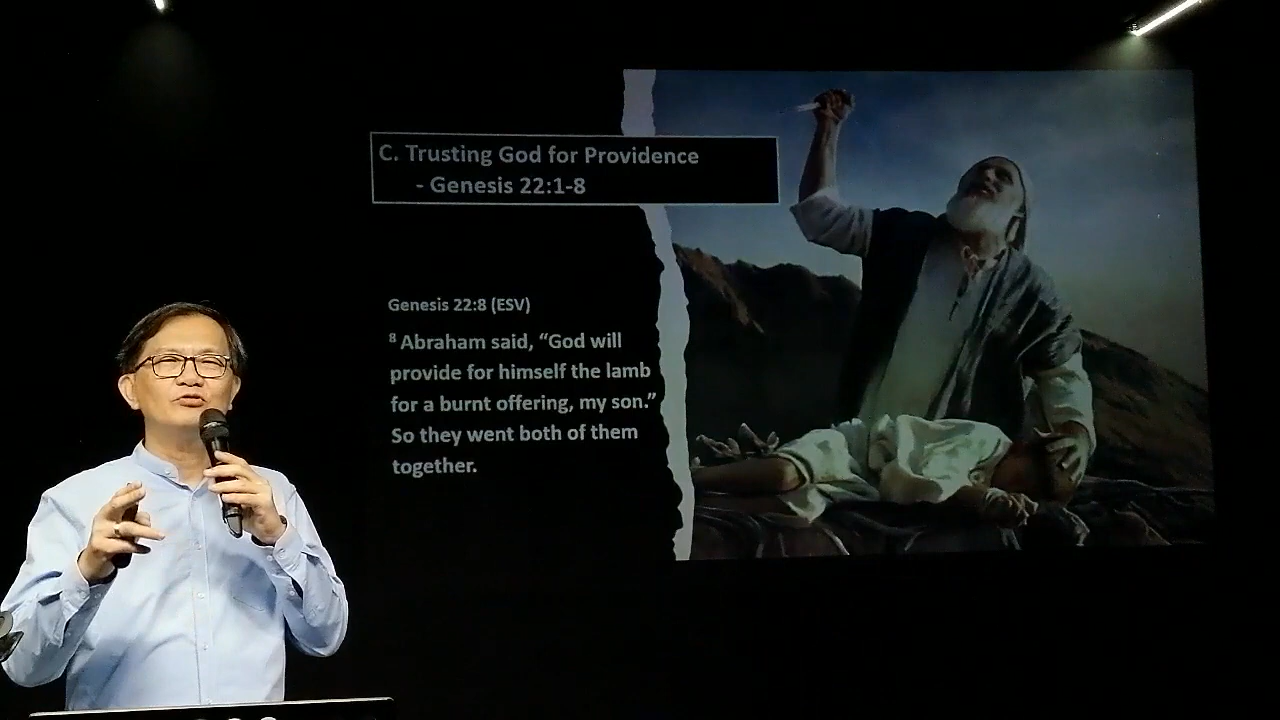 C. Trusting God for Providence
- Genesis 22:1-8
Genesis 22:8 (ESV)
⁸ Abraham said, “God will
provide for himself the lamb
for a burnt offering, my son.”
So they went both of them
together.